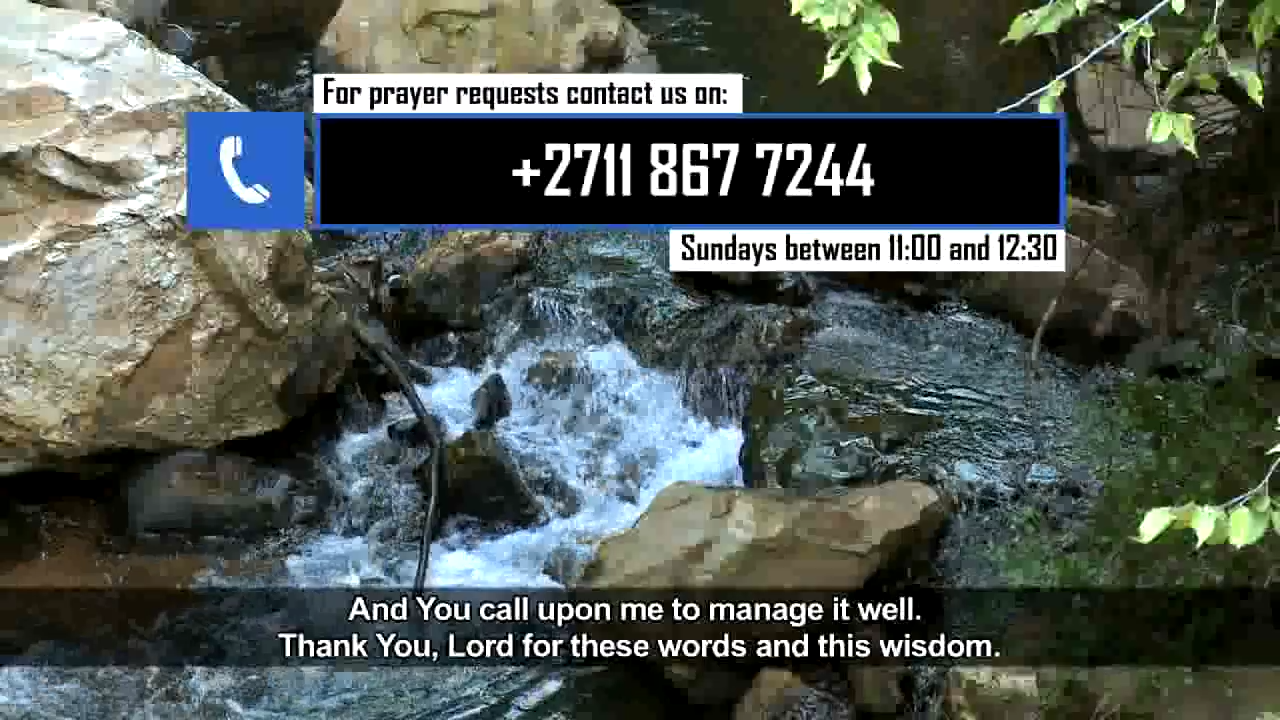 For prayer requests contact us on:
+2711 867 7244
Sundays between 11:00 and 12:30
And You call upon me to manage it well.
Thank You, Lord for these words and this wisdom.